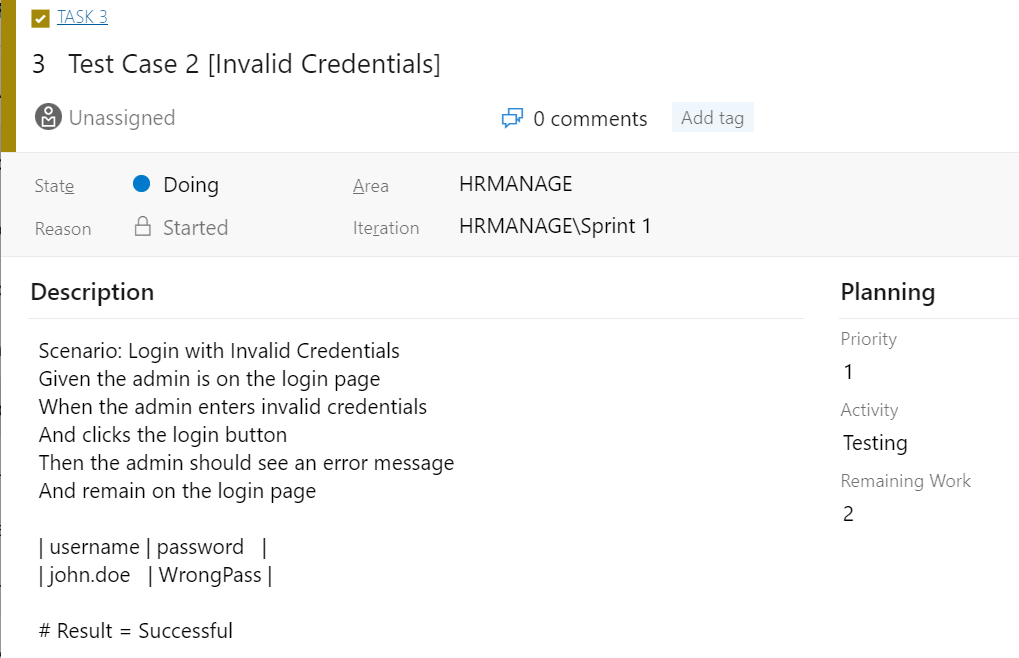 TASK 3
3 Test Case 2 [Invalid Credentials]
Unassigned
0 comments
Add tag
State
Doing
Area
HRMANAGE
Reason
Started
Iteration
HRMANAGE\Sprint 1
Description
Scenario: Login with Invalid Credentials
Given the admin is on the login page
When the admin enters invalid credentials
And clicks the login button
Then the admin should see an error message
And remain on the login page
| username | password |
| john.doe | WrongPass |
# Result = Successful
Planning
Priority
1
Activity
Testing
Remaining Work
2